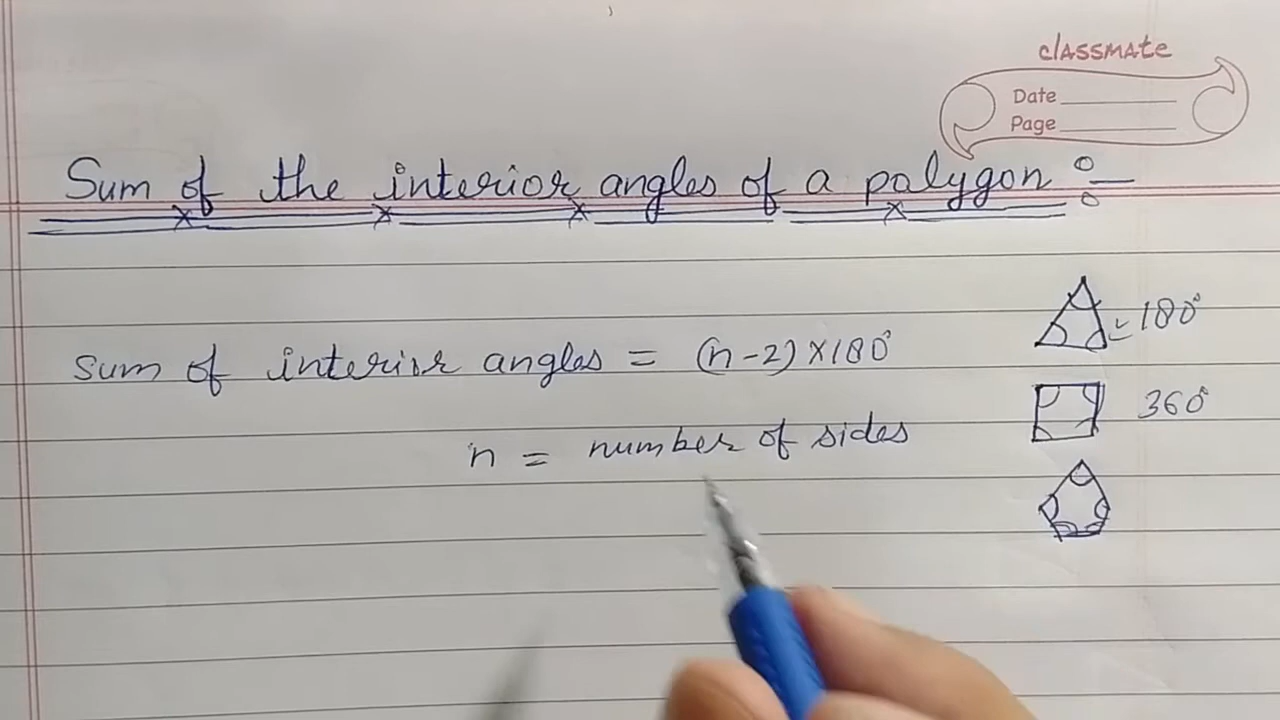 classmate
Date
Page
Sum of the interior angles of a polygon :-
Sum of interior angles = (n-2)×180°
= 180°
360°
n = number of sides